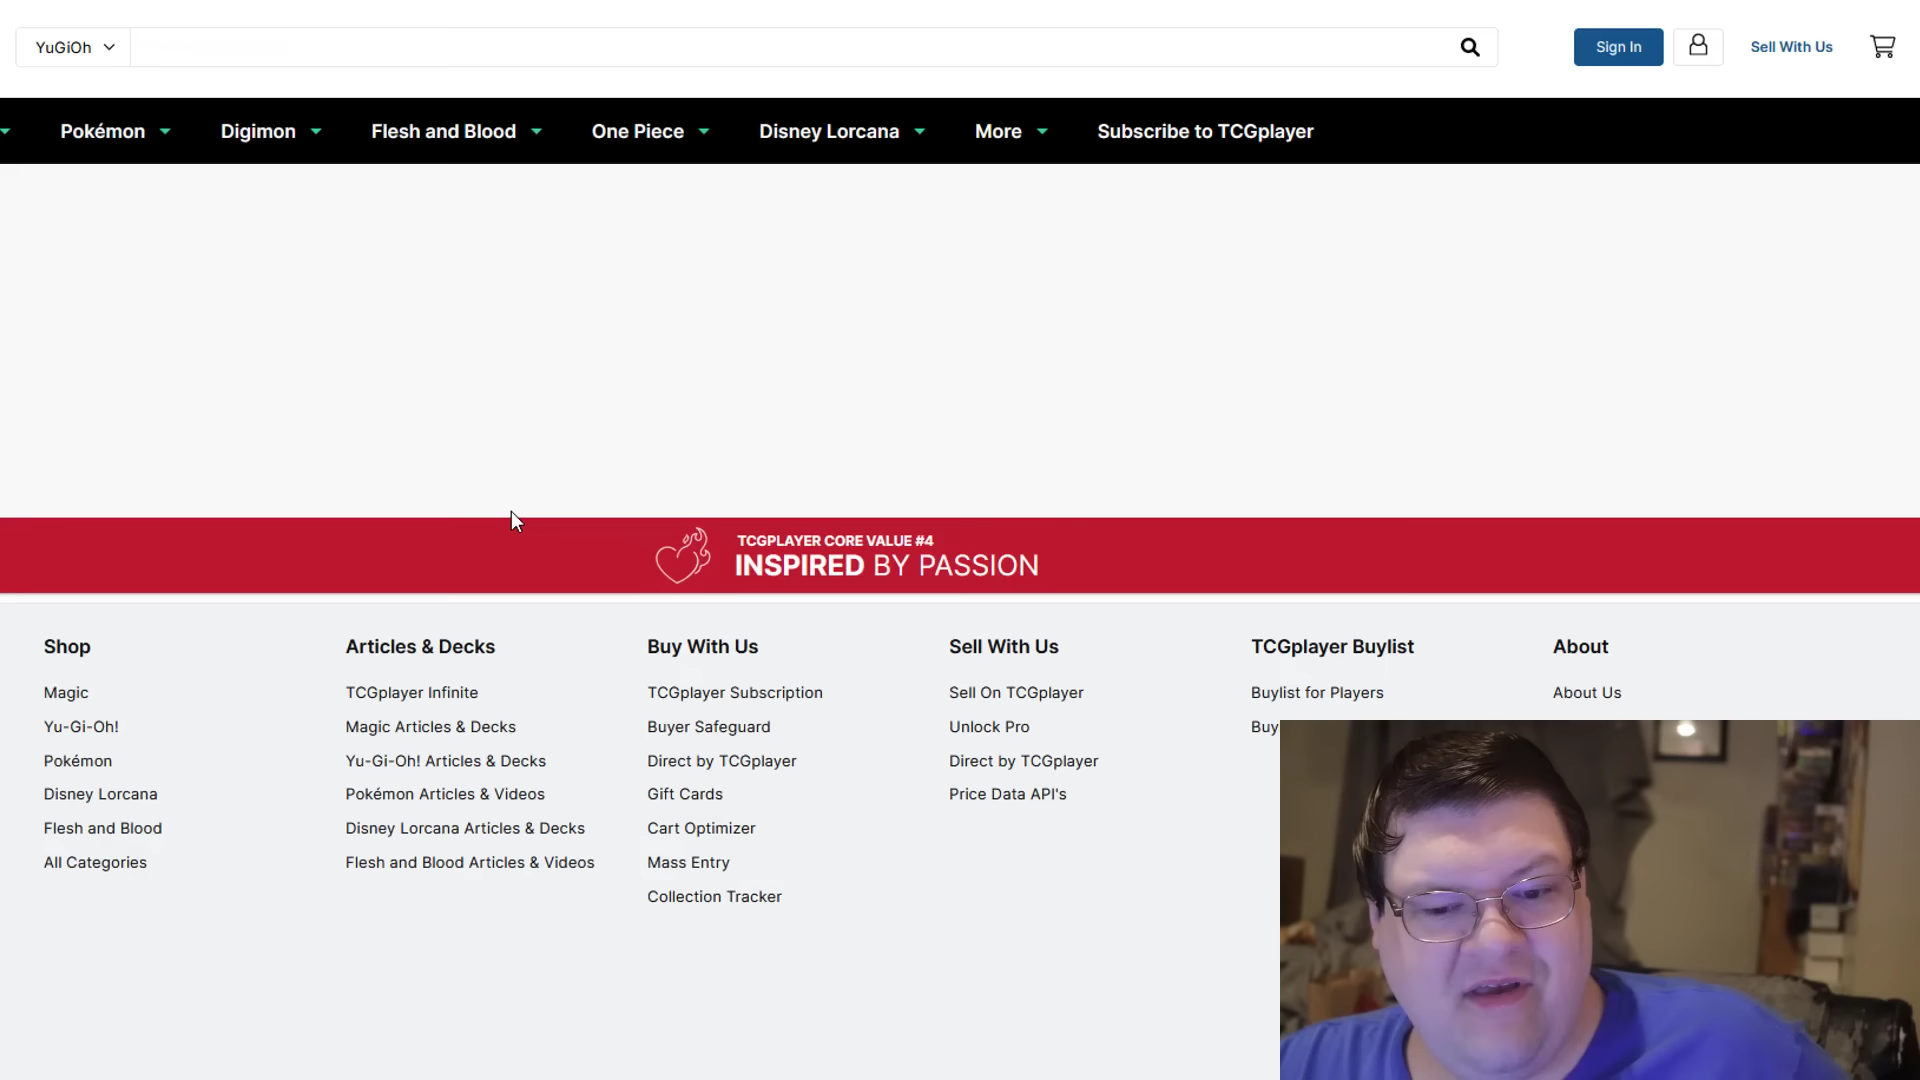 YuGiOh
Sign In
Sell With Us
Pokémon
Digimon
Flesh and Blood
One Piece
Disney Lorcana
More
Subscribe to TCGplayer
TCGPLAYER CORE VALUE #4
INSPIRED BY PASSION
Shop
Magic
Yu-Gi-Oh!
Pokémon
Disney Lorcana
Flesh and Blood
All Categories
Articles & Decks
TCGplayer Infinite
Magic Articles & Decks
Yu-Gi-Oh! Articles & Decks
Pokémon Articles & Videos
Disney Lorcana Articles & Decks
Flesh and Blood Articles & Videos
Buy With Us
TCGplayer Subscription
Buyer Safeguard
Direct by TCGplayer
Gift Cards
Cart Optimizer
Mass Entry
Collection Tracker
Sell With Us
Sell On TCGplayer
Unlock Pro
Direct by TCGplayer
Price Data API's
TCGplayer Buylist
Buylist for Players
Buy
About
About Us